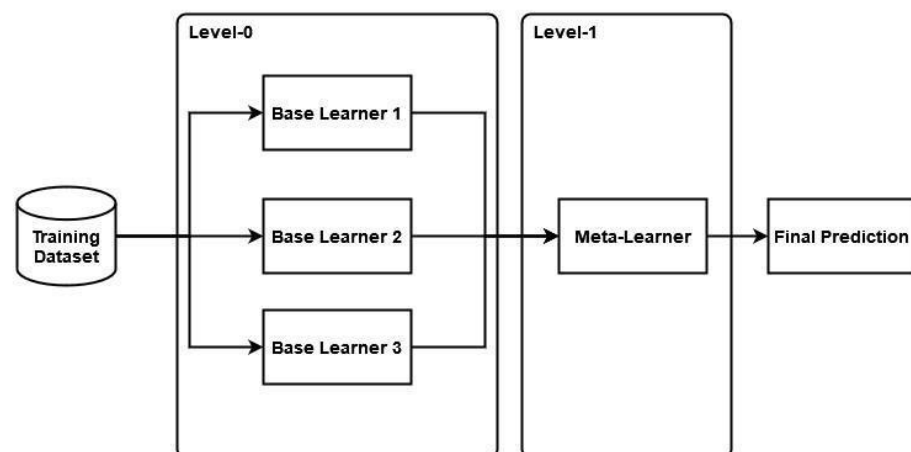 Level-0
Level-1
Base Learner 1
Training
Dataset
Base Learner 2
Meta-Learner
Final Prediction
Base Learner 3